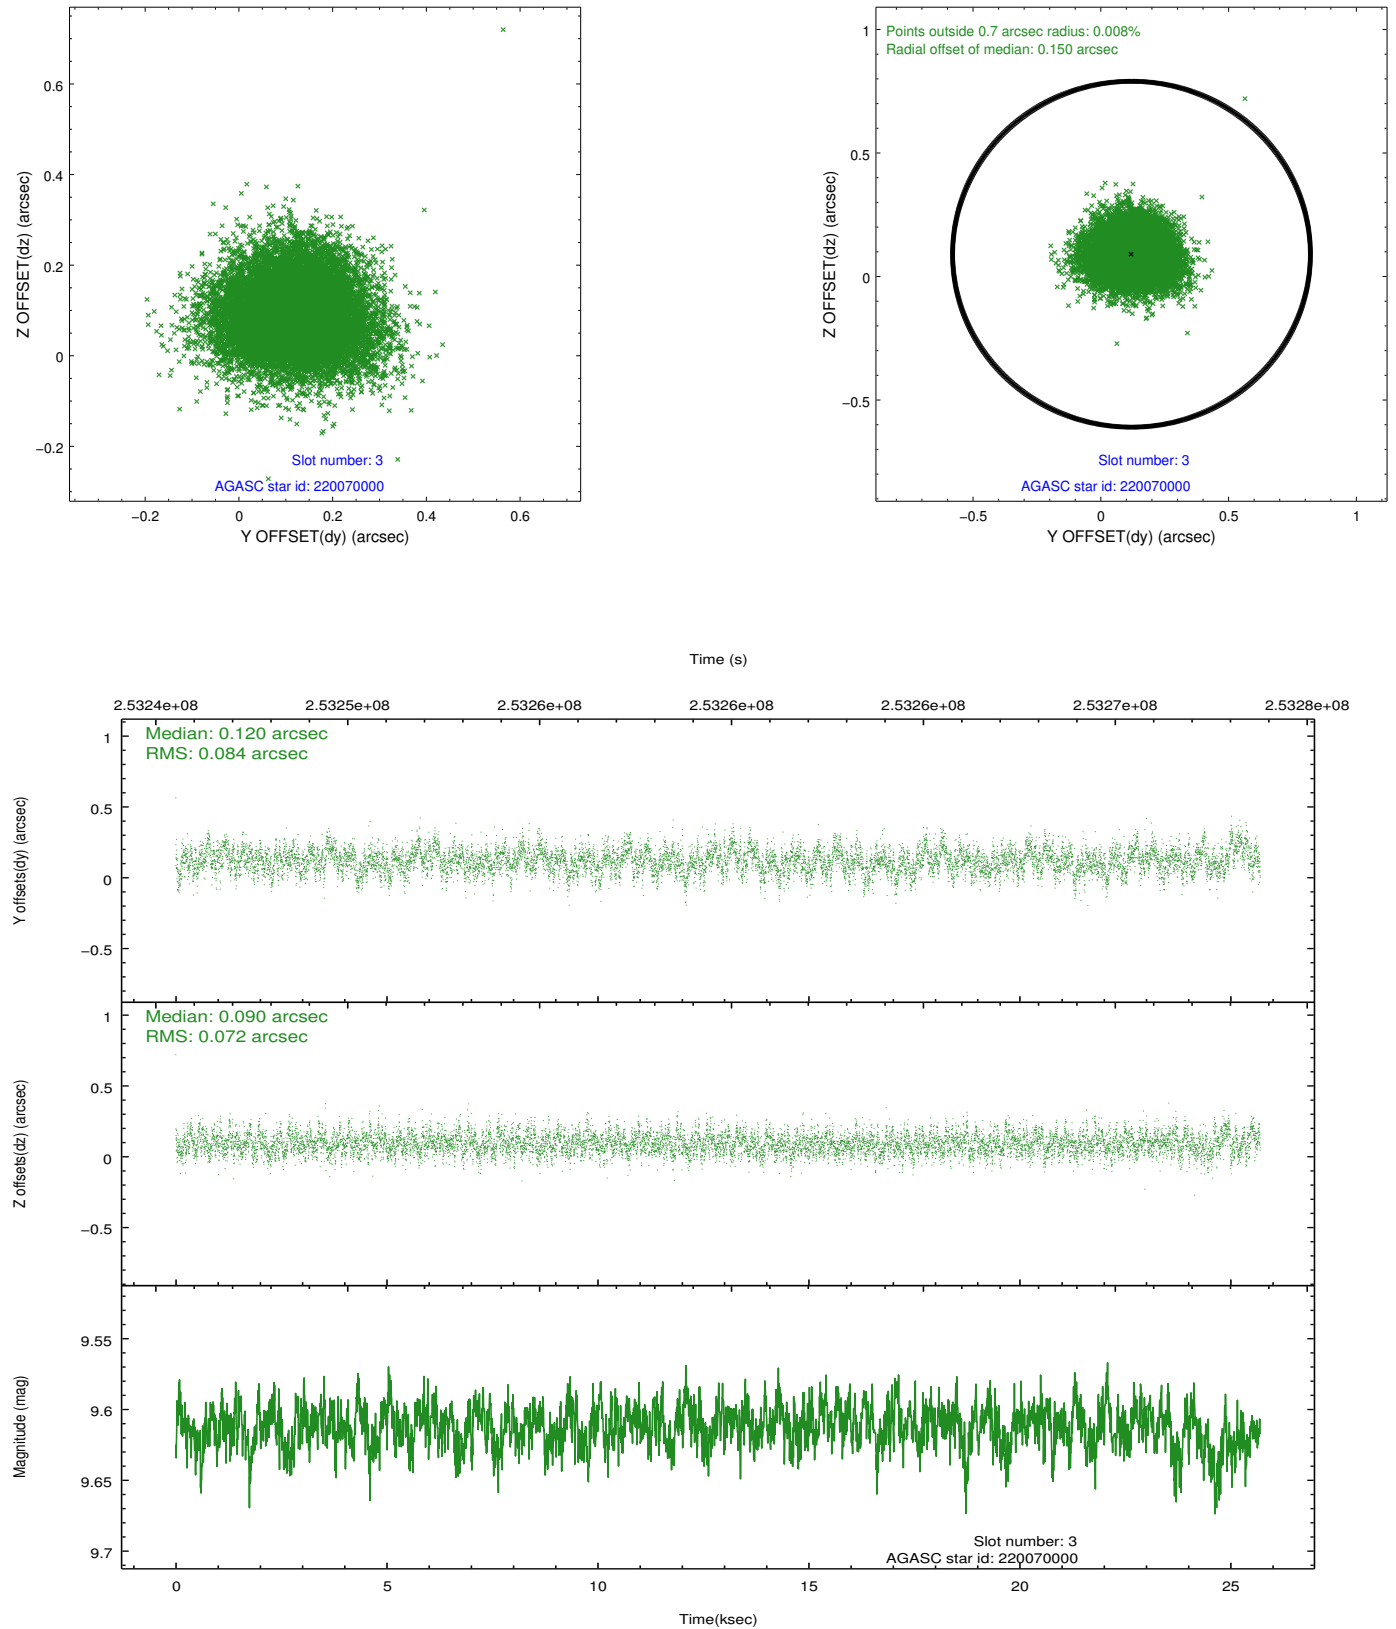 0.6
0.4
0.2
0
−0.2
Z OFFSET(dz) (arcsec)
Slot number: 3
AGASC star id: 220070000
−0.2 0 0.2 0.4 0.6
Y OFFSET(dy) (arcsec)
Points outside 0.7 arcsec radius: 0.008%
Radial offset of median: 0.150 arcsec
1
0.5
0
−0.5
Z OFFSET(dz) (arcsec)
Slot number: 3
AGASC star id: 220070000
−0.5 0 0.5 1
Y OFFSET(dy) (arcsec)
Time (s)
2.5324e+08 2.5325e+08 2.5326e+08 2.5326e+08 2.5326e+08 2.5327e+08 2.5328e+08
Median: 0.120 arcsec
RMS: 0.084 arcsec
1
0.5
0
−0.5
Y offsets(dy) (arcsec)
Median: 0.090 arcsec
RMS: 0.072 arcsec
1
0.5
0
−0.5
Z offsets(dz) (arcsec)
9.55
9.6
9.65
9.7
Magnitude (mag)
Slot number: 3
AGASC star id: 220070000
0 5 10 15 20 25
Time(ksec)